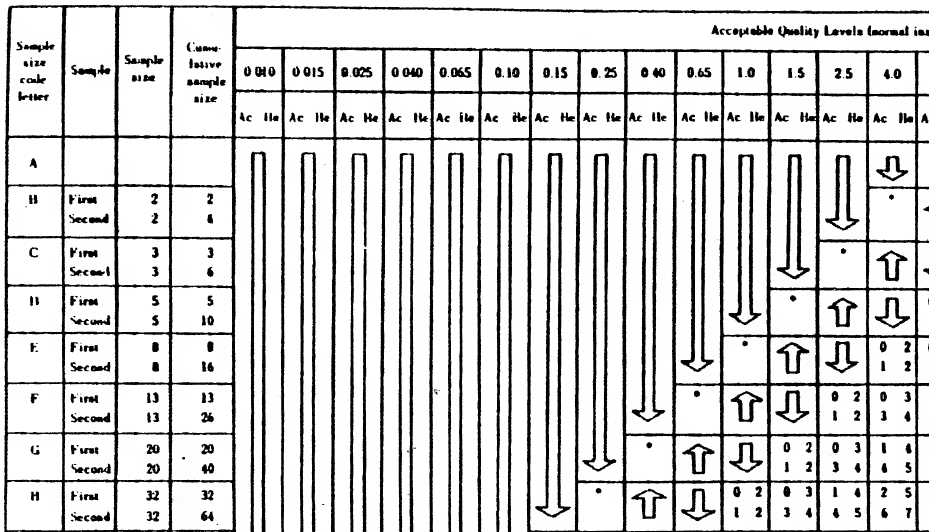 Acceptable Quality Levels (normal ins
Sample size code letter Sample Sample size Cumu-lative sample size
0.010 0.015 0.025 0.040 0.065 0.10 0.15 0.25 0.40 0.65 1.0 1.5 2.5 4.0
Ac Re Ac Re Ac Re Ac Re Ac Re Ac Re Ac Re Ac Re Ac Re Ac Re Ac Re Ac Re Ac Re Ac Re
A
B First 2 2
Second 2 4
C First 3 3
Second 3 6
D First 5 5
Second 5 10
E First 8 8 0 2
Second 8 16 1 2
F First 13 13 0 2 0 3
Second 13 26 1 2 3 4
G First 20 20 0 2 0 3 1 4
Second 20 40 1 2 3 4 4 5
H First 32 32 0 2 0 3 1 4 2 5
Second 32 64 1 2 3 4 4 5 6 7